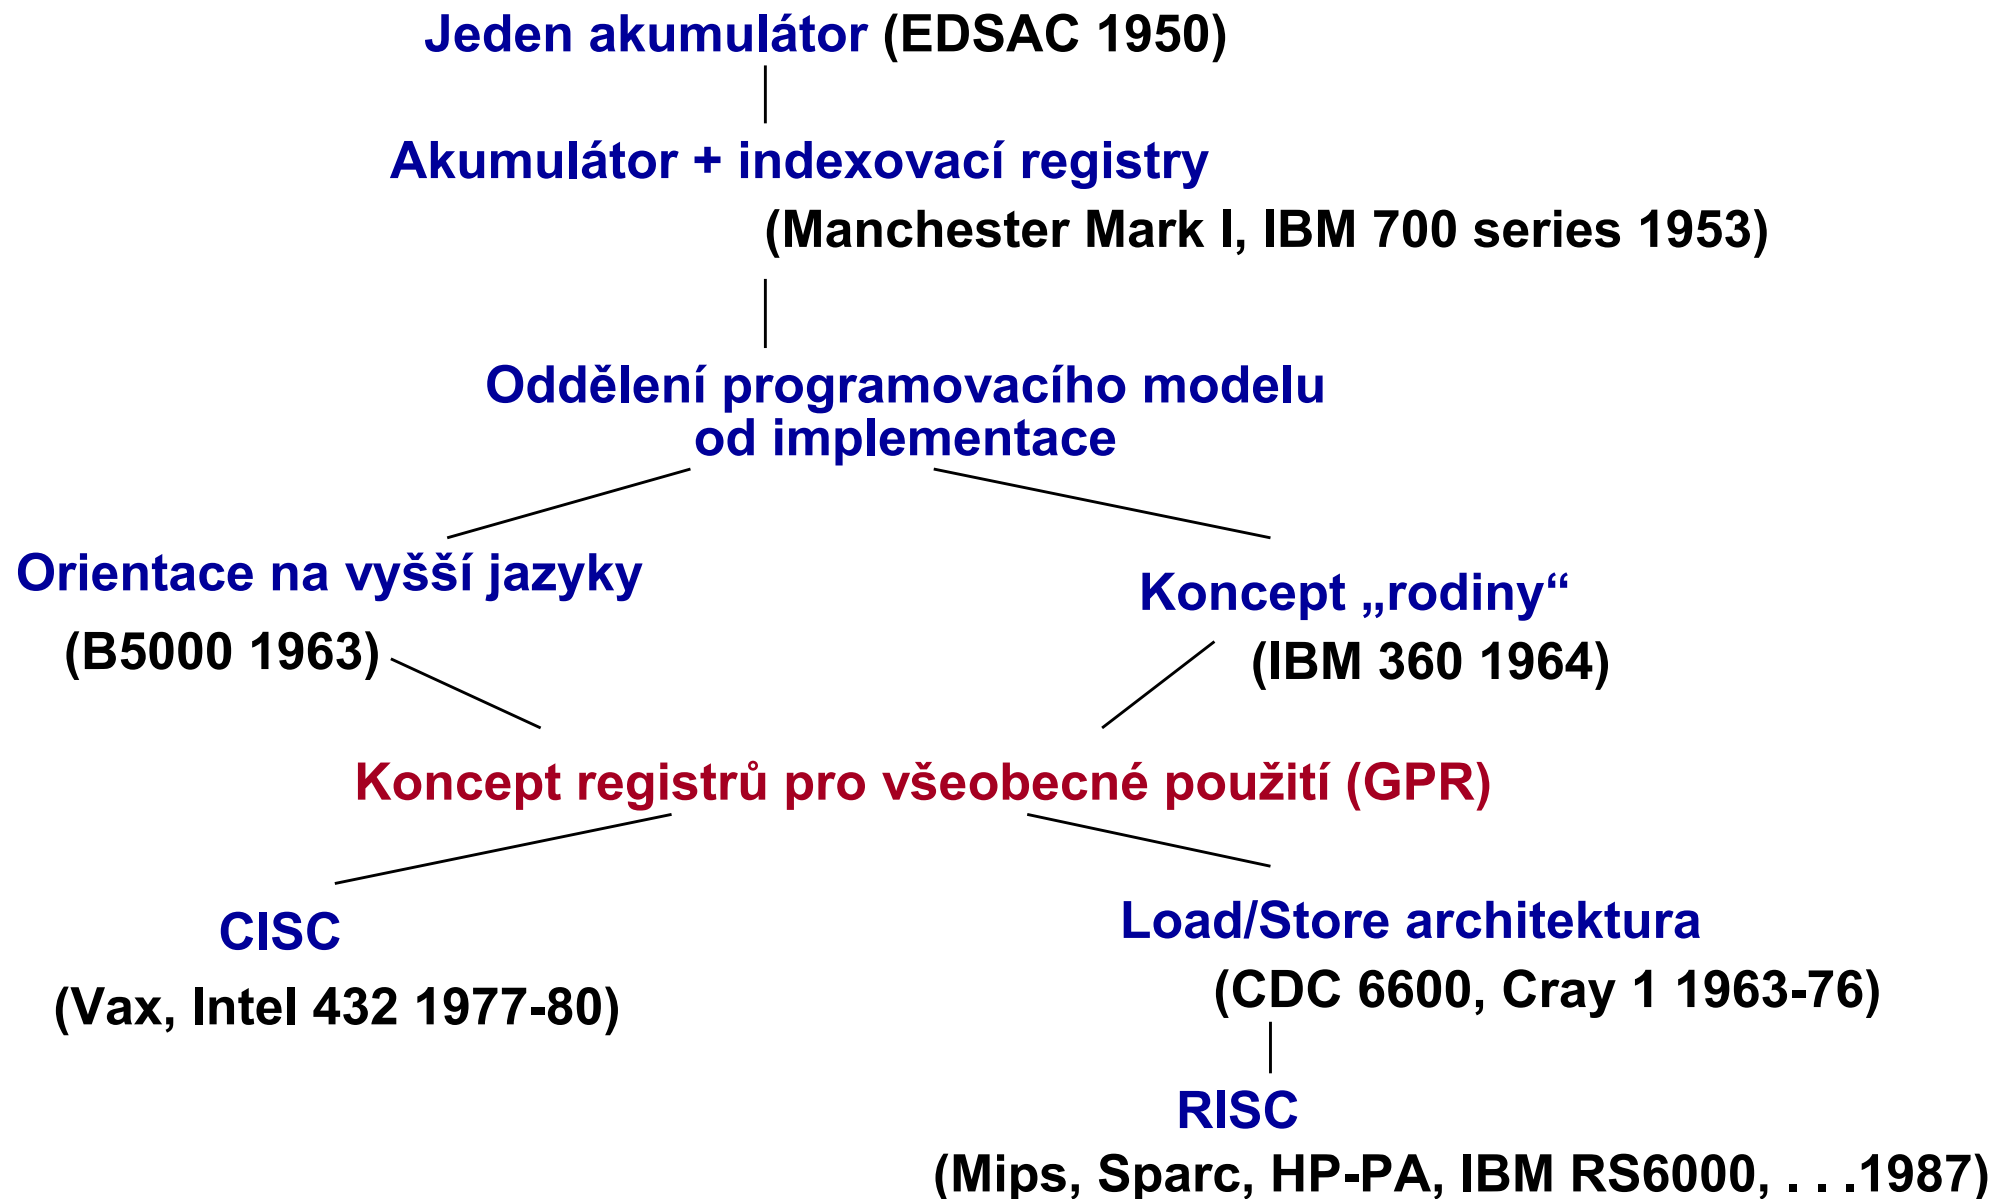 Jeden akumulátor (EDSAC 1950)
Akumulátor + indexovací registry
(Manchester Mark I, IBM 700 series 1953)
Oddělení programovacího modelu
od implementace
Orientace na vyšší jazyky
(B5000 1963)
Koncept „rodiny“
(IBM 360 1964)
Koncept registrů pro všeobecné použití (GPR)
CISC
(Vax, Intel 432 1977-80)
Load/Store architektura
(CDC 6600, Cray 1 1963-76)
RISC
(Mips, Sparc, HP-PA, IBM RS6000, . . .1987)